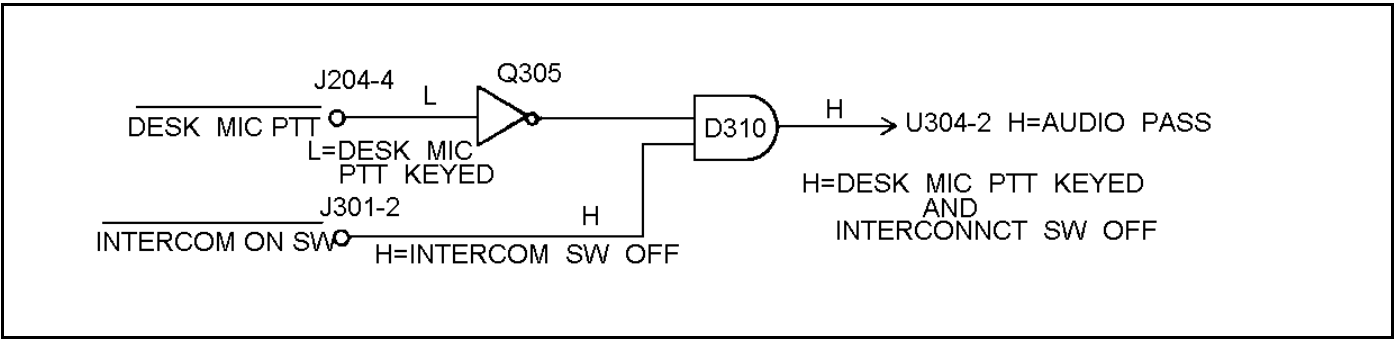 J204-4
Q305
L
H
DESK MIC PTT
D310
U304-2 H=AUDIO PASS
L=DESK MIC
PTT KEYED
H=DESK MIC PTT KEYED
AND
INTERCONNCT SW OFF
J301-2
H
INTERCOM ON SW
H=INTERCOM SW OFF